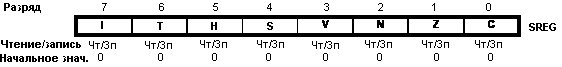 Разряд 7 6 5 4 3 2 1 0
I T H S V N Z C SREG
Чтение/запись Чт/Зп Чт/Зп Чт/Зп Чт/Зп Чт/Зп Чт/Зп Чт/Зп Чт/Зп
Начальное знач. 0 0 0 0 0 0 0 0